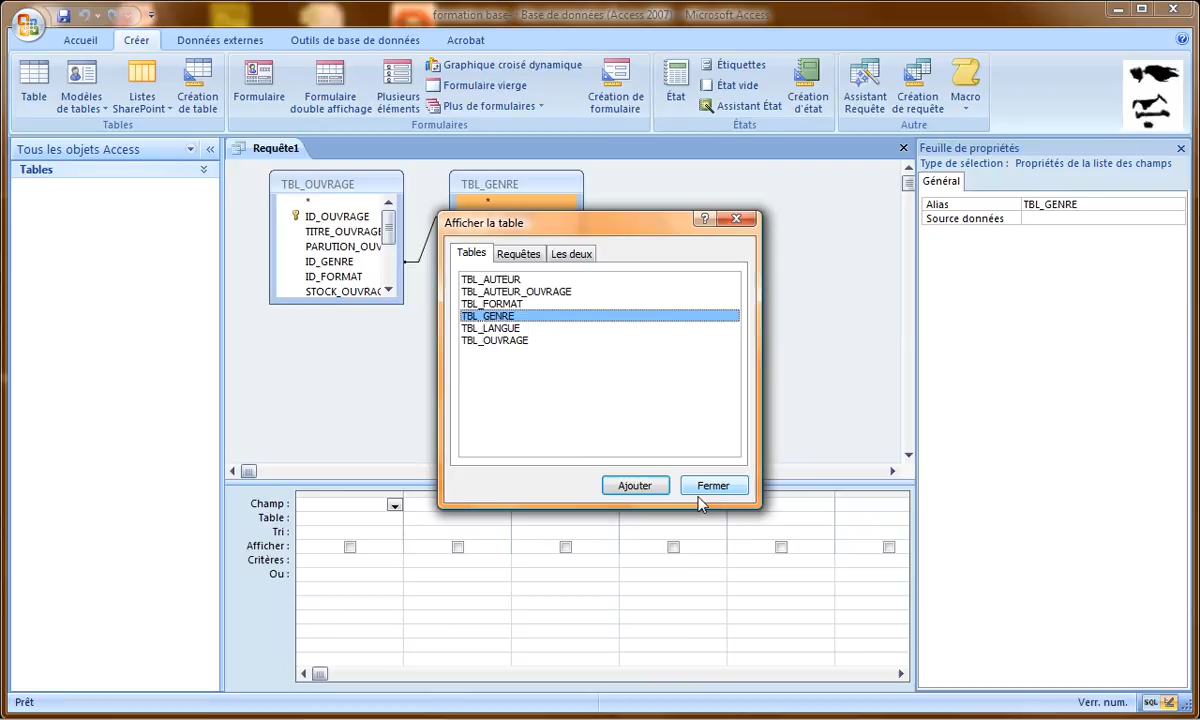 formation base- : Base de données (Access 2007) - Microsoft Access
Accueil Créer Données externes Outils de base de données Acrobat
Table
Modèles de tables
Listes SharePoint
Création de table
Tables
Formulaire
Formulaire double affichage
Plusieurs éléments
Graphique croisé dynamique
Formulaire vierge
Plus de formulaires
Création de formulaire
Formulaires
État
Étiquettes
État vide
Assistant État
Création d'état
États
Assistant Requête
Création de requête
Macro
Autre
Tous les objets Access
Tables
Requête1
TBL_OUVRAGE
*
ID_OUVRAGE
TITRE_OUVRAGE
PARUTION_OUV
ID_GENRE
ID_FORMAT
STOCK_OUVRAG
TBL_GENRE
*
Afficher la table
Tables Requêtes Les deux
TBL_AUTEUR
TBL_AUTEUR_OUVRAGE
TBL_FORMAT
TBL_GENRE
TBL_LANGUE
TBL_OUVRAGE
Ajouter Fermer
Champ :
Table :
Tri :
Afficher :
Critères :
Ou :
Feuille de propriétés
Type de sélection : Propriétés de la liste des champs
Général
Alias TBL_GENRE
Source données
Prêt
Verr. num.
SQL